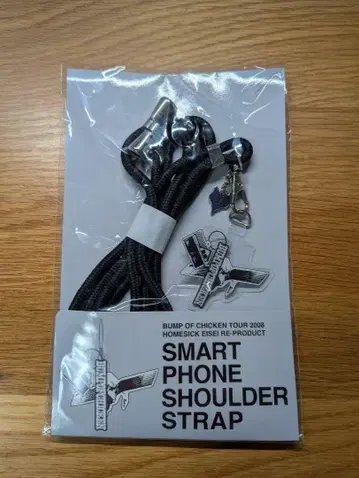 BUMP OF CHICKEN TOUR 2008
HOMESICK EISEI RE-PRODUCT
SMART
PHONE
SHOULDER
STRAP